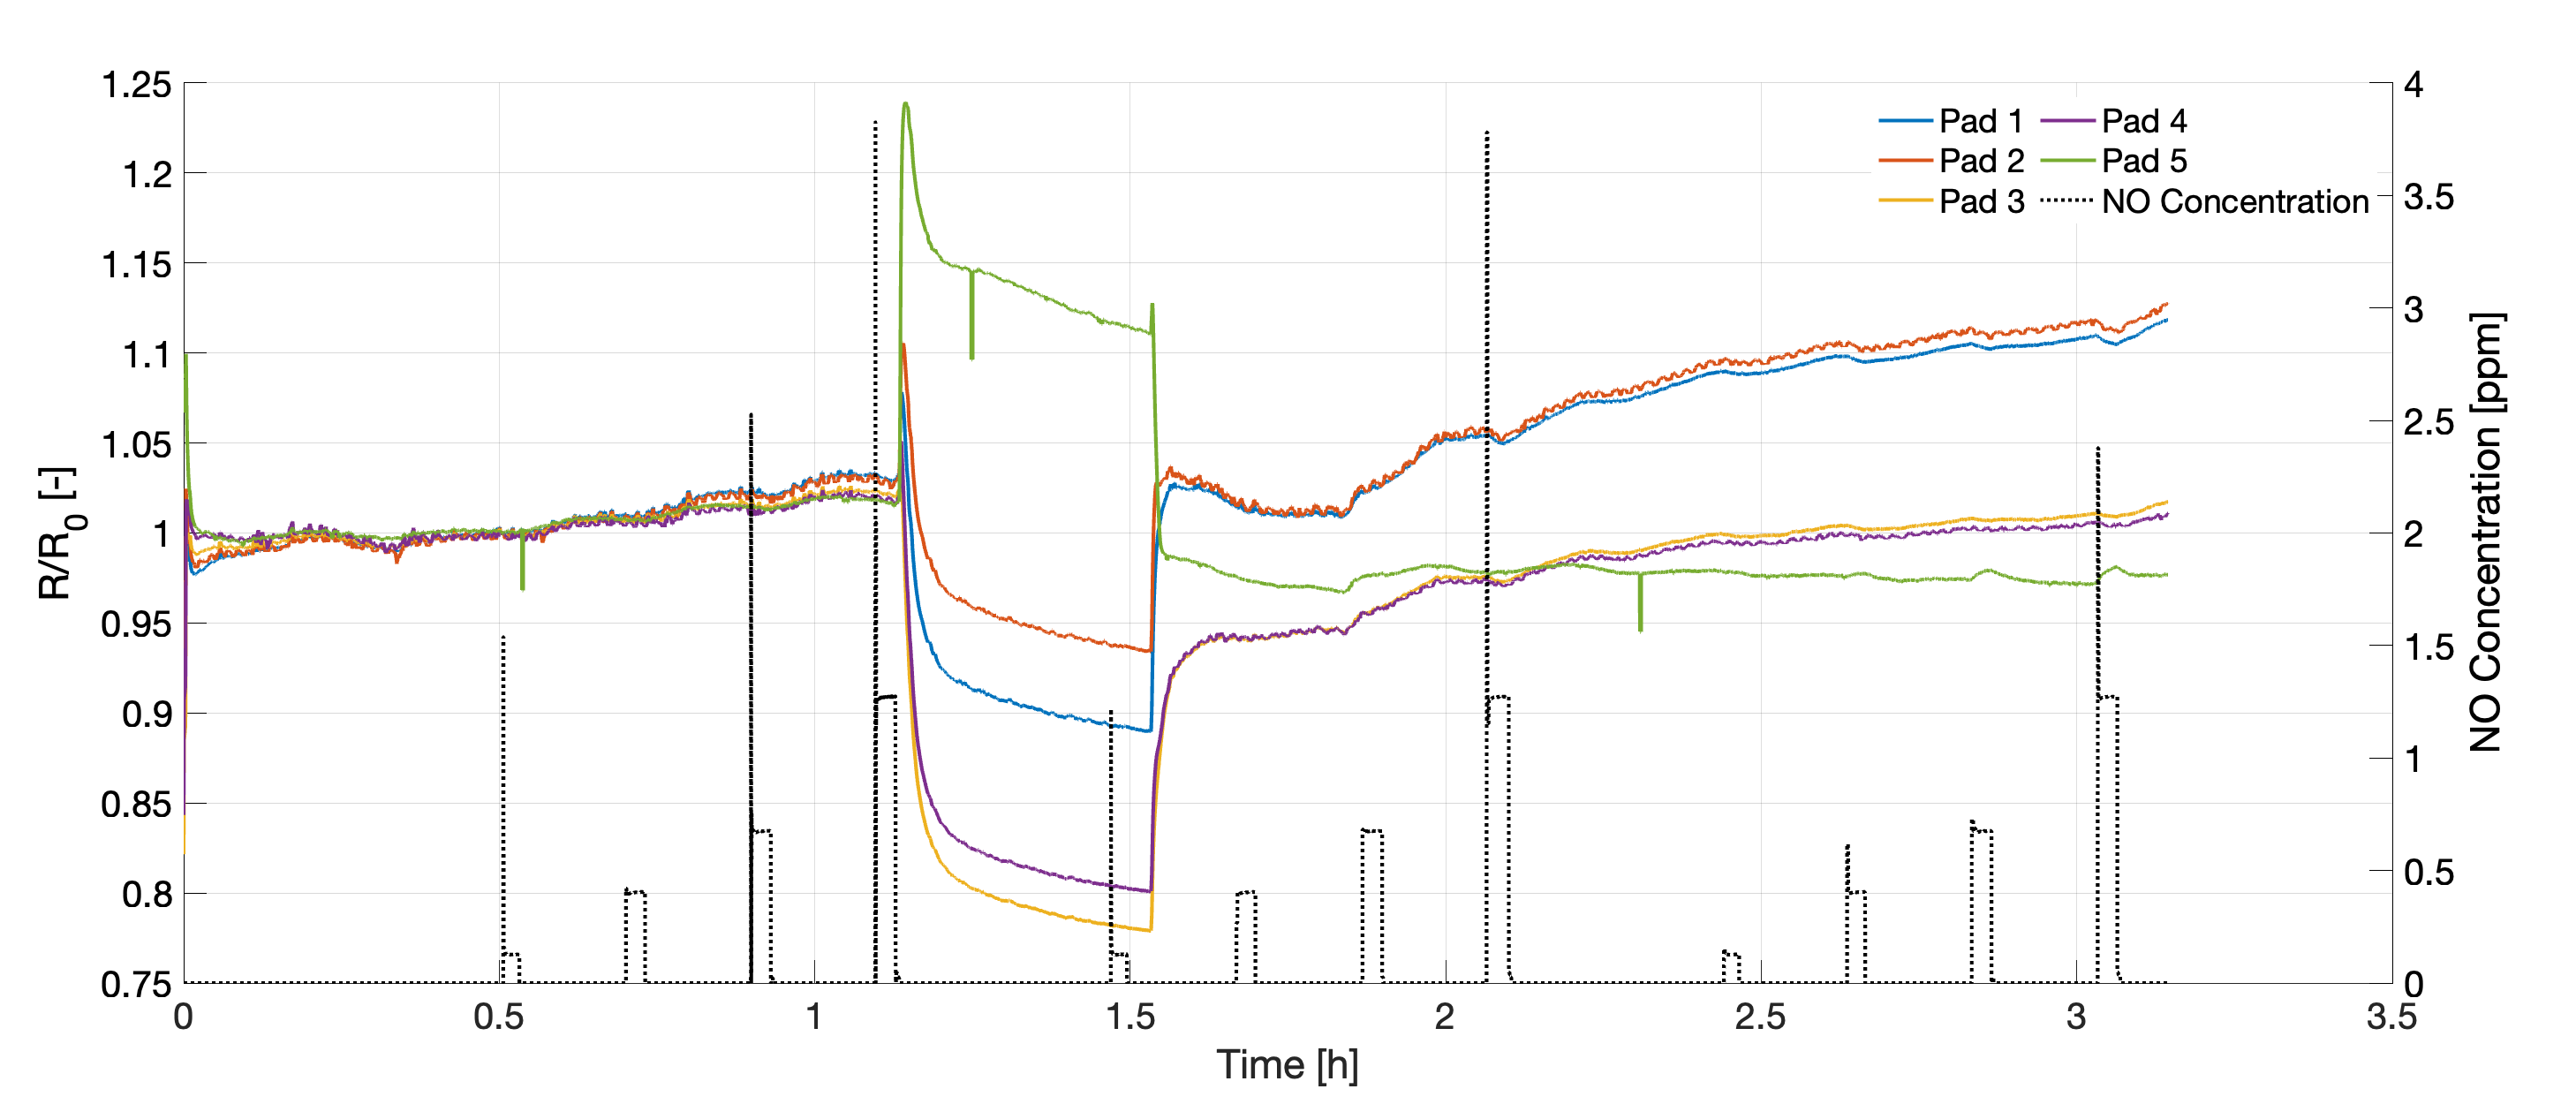 1.25
1.2
1.15
1.1
1.05
1
0.95
0.9
0.85
0.8
0.75
R/R0 [-]
4
3.5
3
2.5
2
1.5
1
0.5
0
NO Concentration [ppm]
Pad 1
Pad 2
Pad 3
Pad 4
Pad 5
NO Concentration
0 0.5 1 1.5 2 2.5 3 3.5
Time [h]